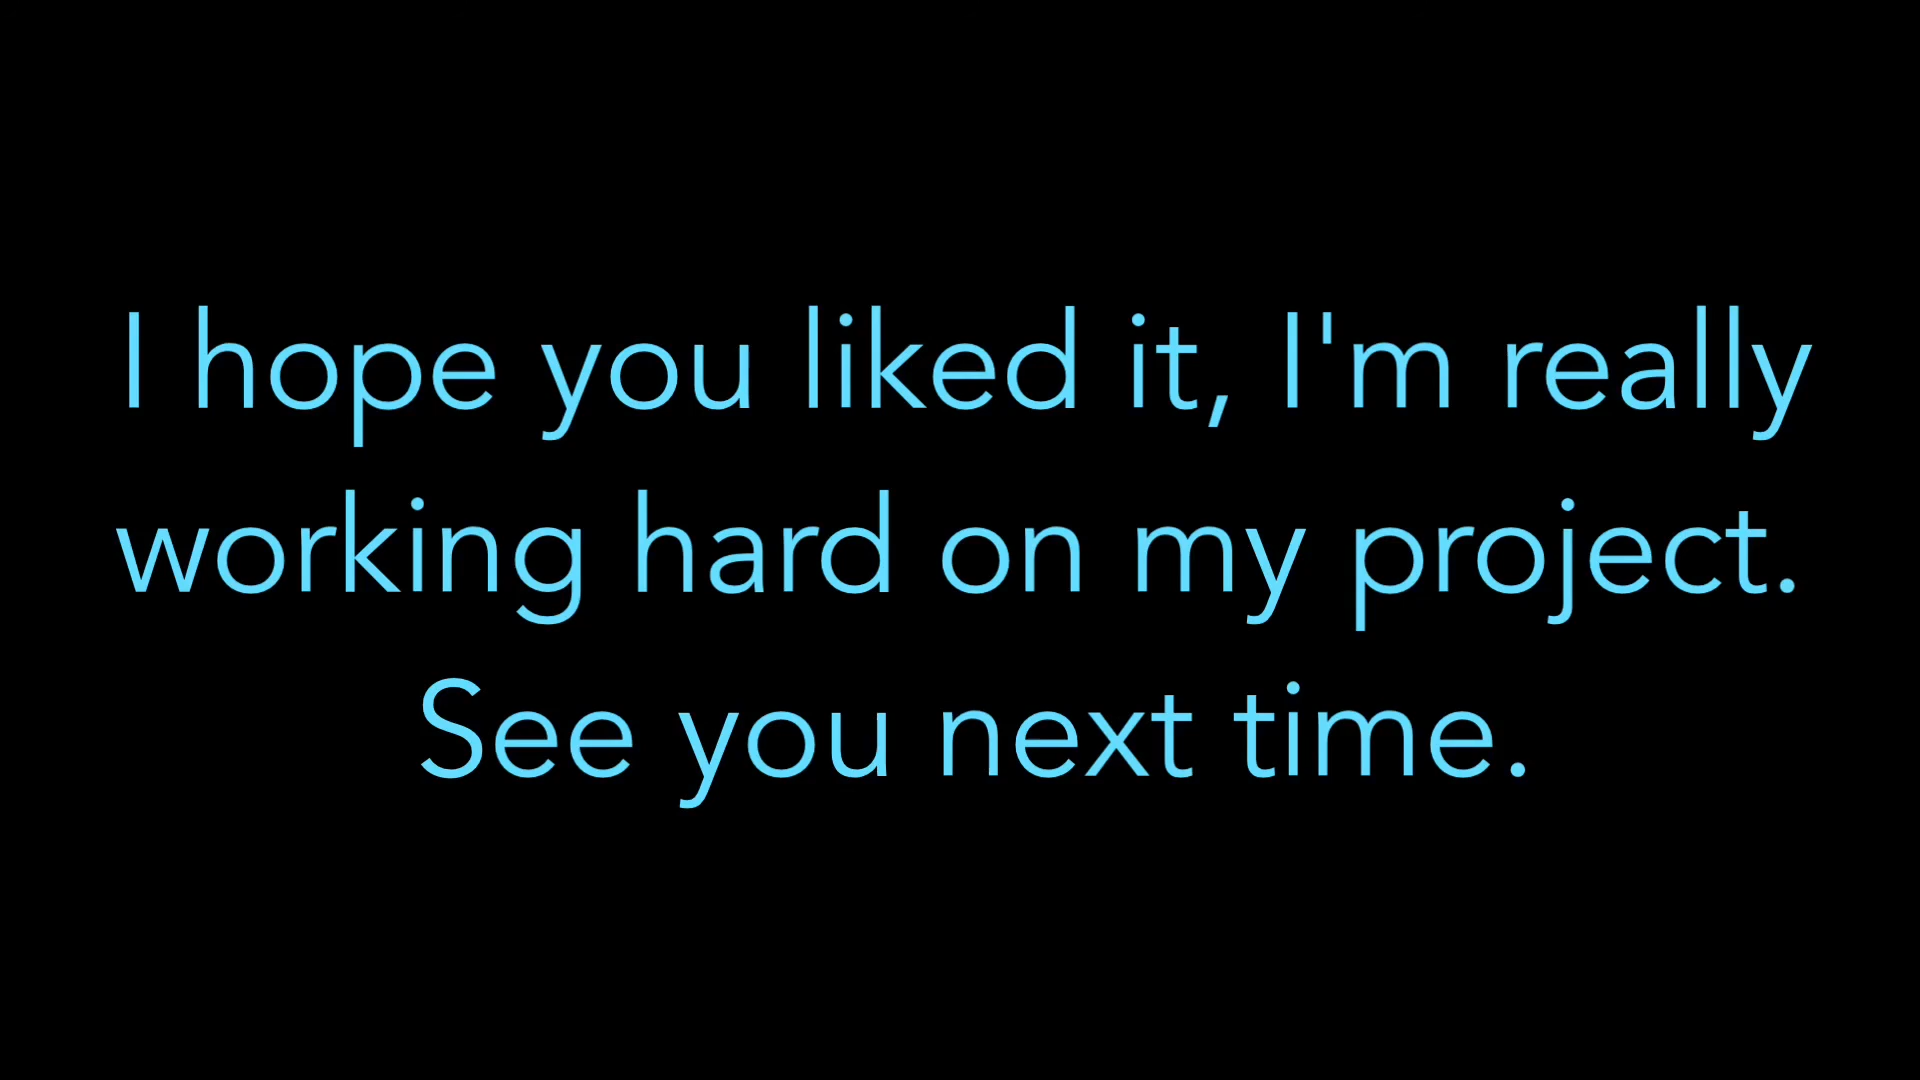 I hope you liked it, I'm really
working hard on my project.
See you next time.